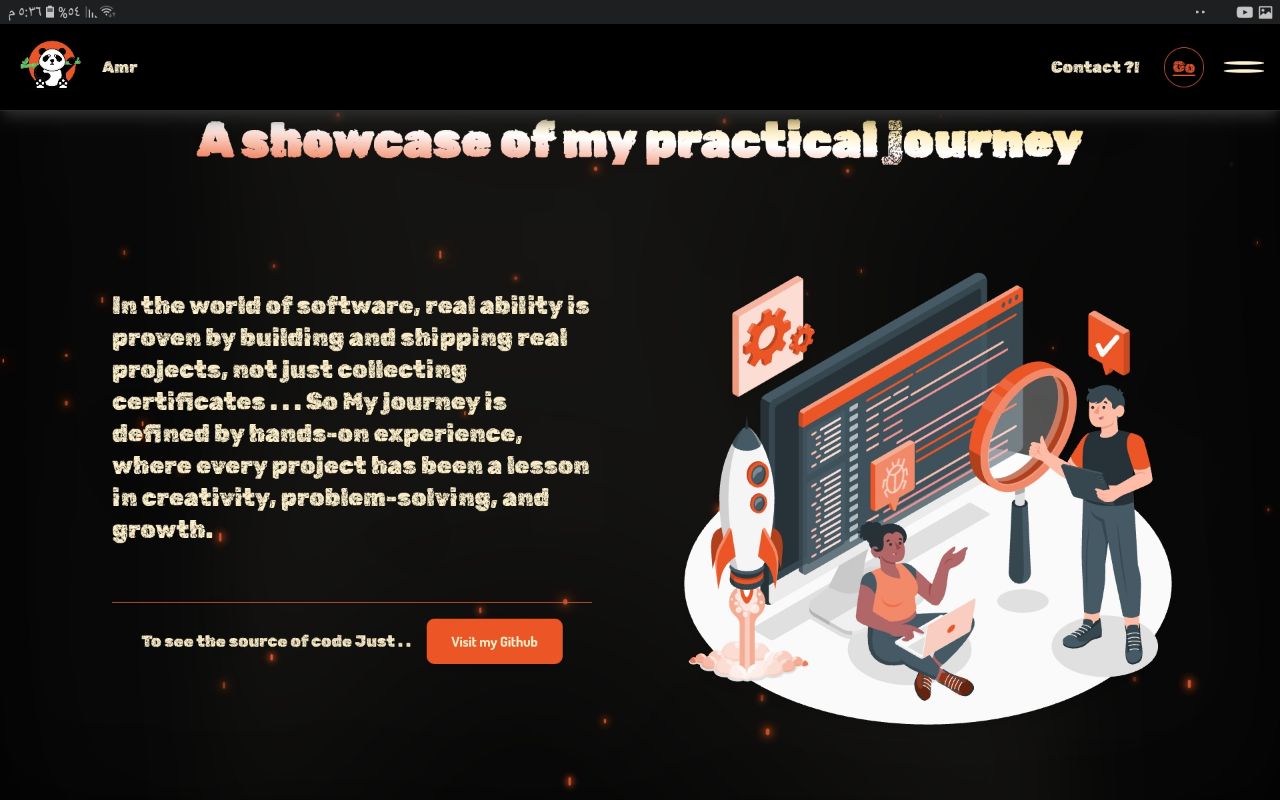 ٥:٣٦ م
%٥٤
Amr
Contact ?!
Go
A showcase of my practical journey
In the world of software, real ability is
proven by building and shipping real
projects, not just collecting
certificates . . . So My journey is
defined by hands-on experience,
where every project has been a lesson
in creativity, problem-solving, and
growth.
To see the source of code Just . .
Visit my Github